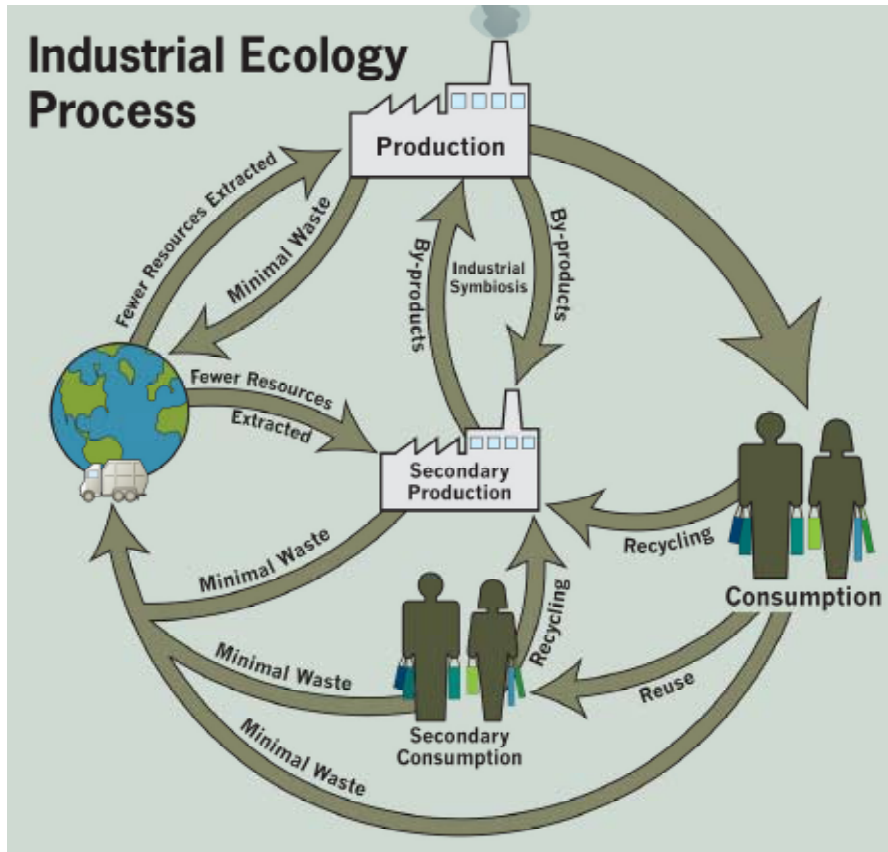 Industrial Ecology
Process
Production
Fewer Resources Extracted
Minimal Waste
By-products
Industrial
Symbiosis
By-products
Fewer Resources
Extracted
Secondary
Production
Minimal Waste
Recycling
Consumption
Recycling
Minimal Waste
Reuse
Secondary
Consumption
Minimal Waste